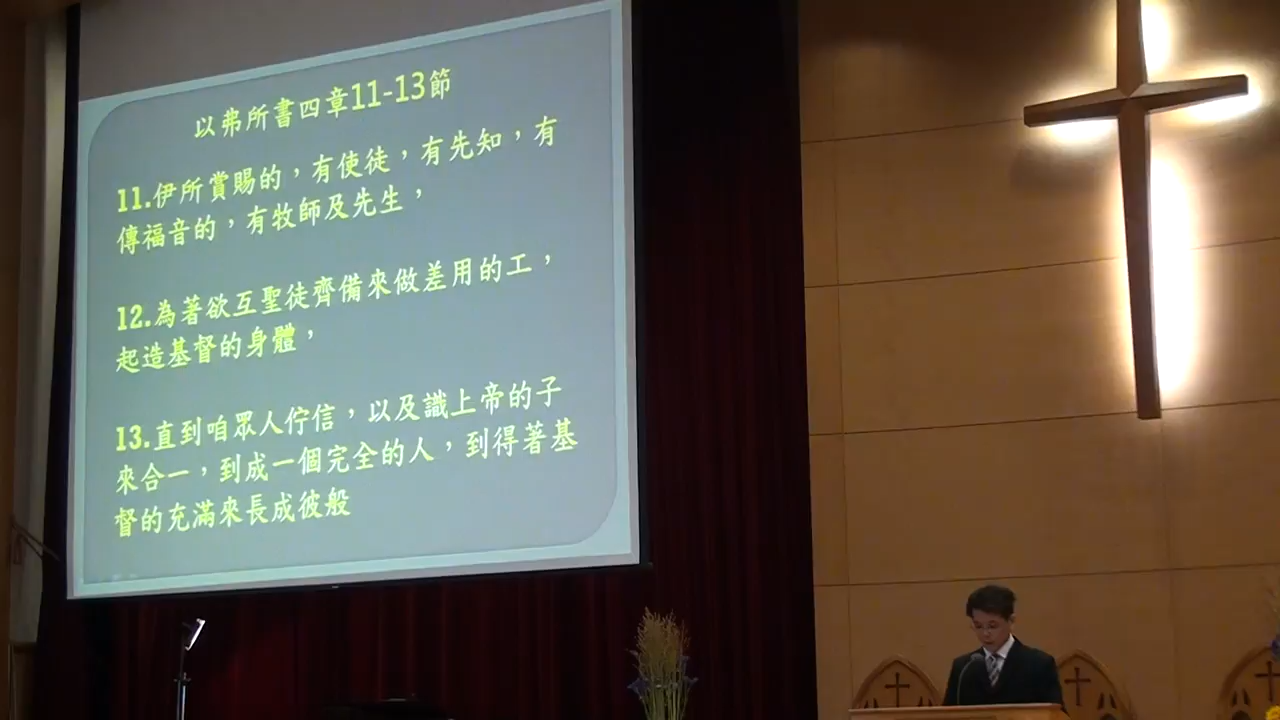 以弗所書四章11-13節
11.伊所賞賜的，有使徒，有先知，有
傳福音的，有牧師及先生，
12.為著欲互聖徒齊備來做差用的工，
起造基督的身體，
13.直到咱眾人佇信，以及識上帝的子
來合一，到成一個完全的人，到得著基
督的充滿來長成彼般